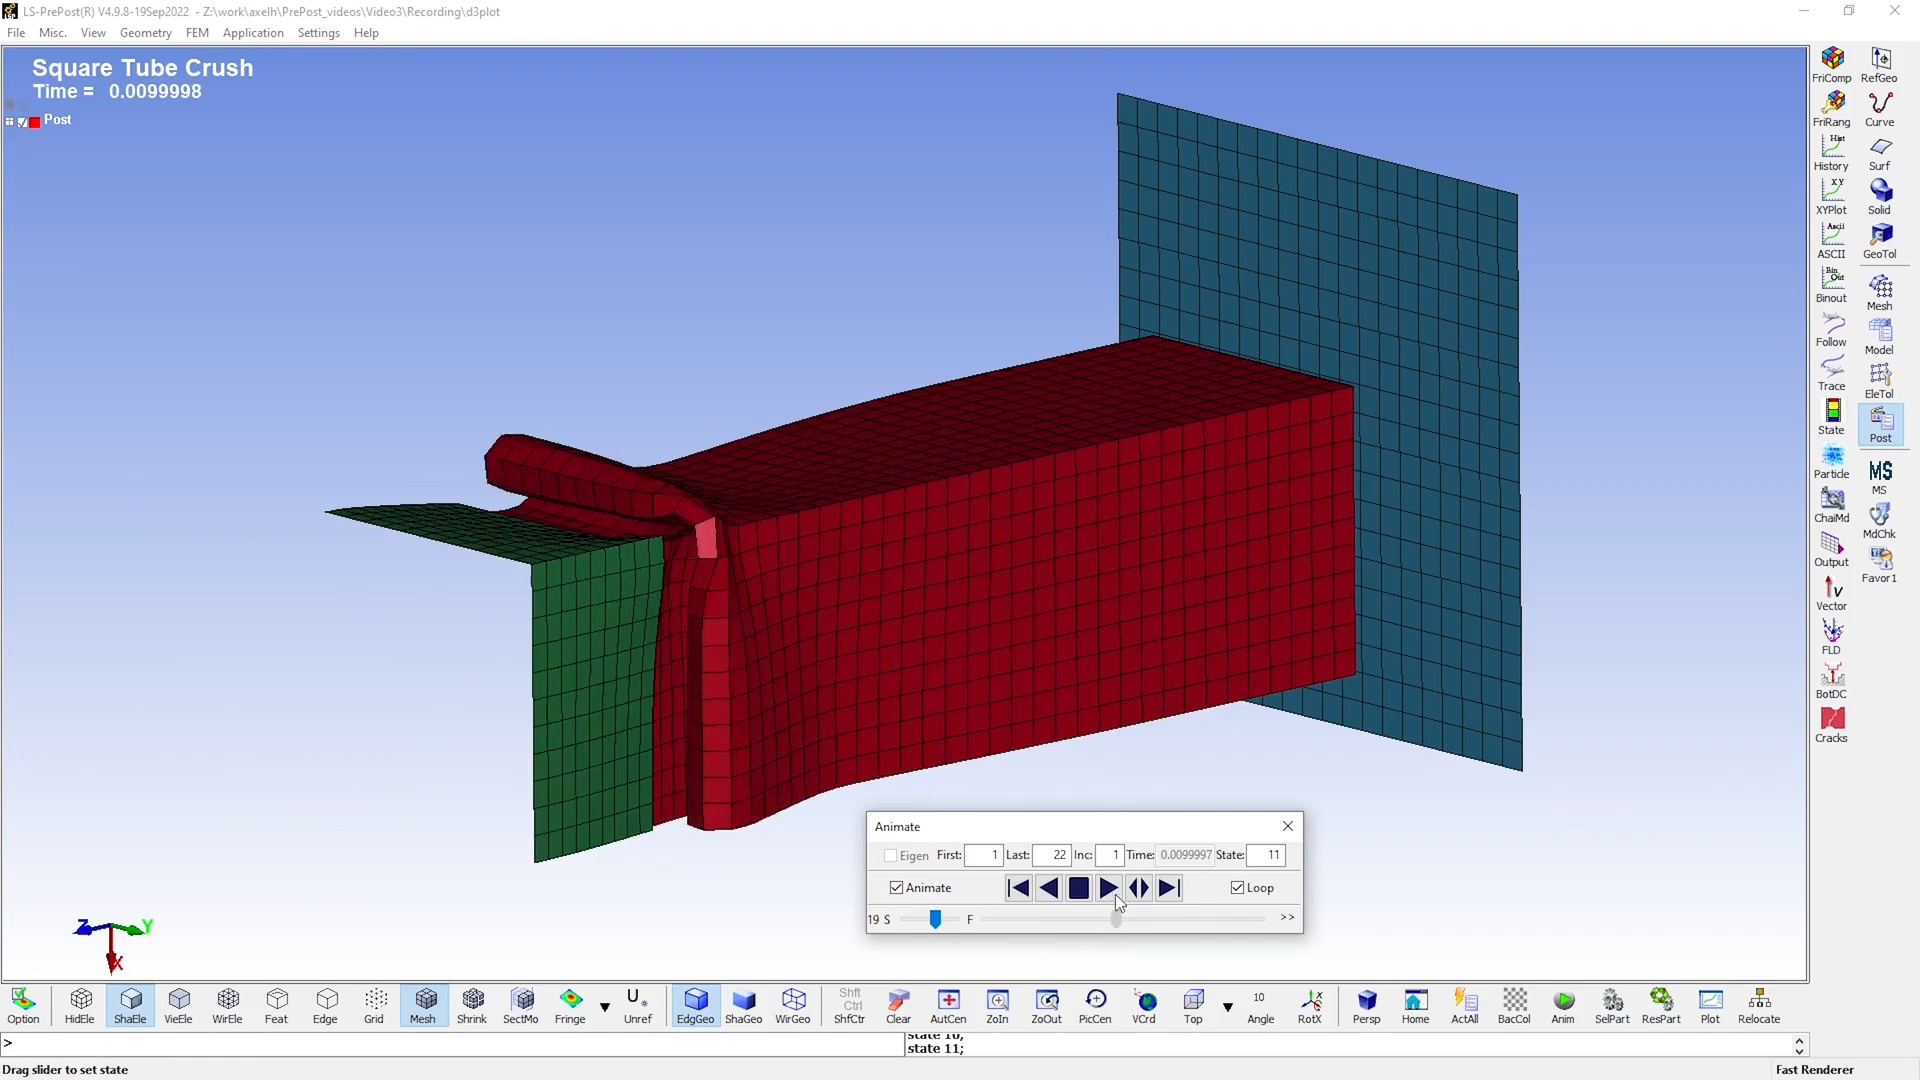 LS-PrePost(R) V4.9.8-19Sep2022 - Z:\work\axelh\PrePost_videos\Video3\Recording\d3plot
File Misc. View Geometry FEM Application Settings Help
Square Tube Crush
Time = 0.0099998
Post
FriComp RefGeo
FriRang Curve
Hist
History Surf
X Y
XYPlot Solid
Ascii
ASCII GeoTol
Bin Out
Binout Mesh
Follow Model
Trace EleTol
State Post
MS
Particle MS
ChaiMd MdChk
Output Favor1
V
Vector
FLD
BotDC
Cracks
Animate
Eigen First: 1 Last: 22 Inc: 1 Time: 0.0099997 State: 11
Animate Loop
19 S F >>
Z Y
X
Option HidEle ShaEle VieEle WirEle Feat Edge Grid Mesh Shrink SectMo Fringe U. Unref EdgGeo ShaGeo WirGeo Shft Ctrl ShfCtr Clear AutCen ZoIn ZoOut PicCen VCrd Top 10 Angle RotX Persp Home ActAll BacCol Anim SelPart ResPart Plot Relocate
state 10;
> state 11;
Drag slider to set state Fast Renderer